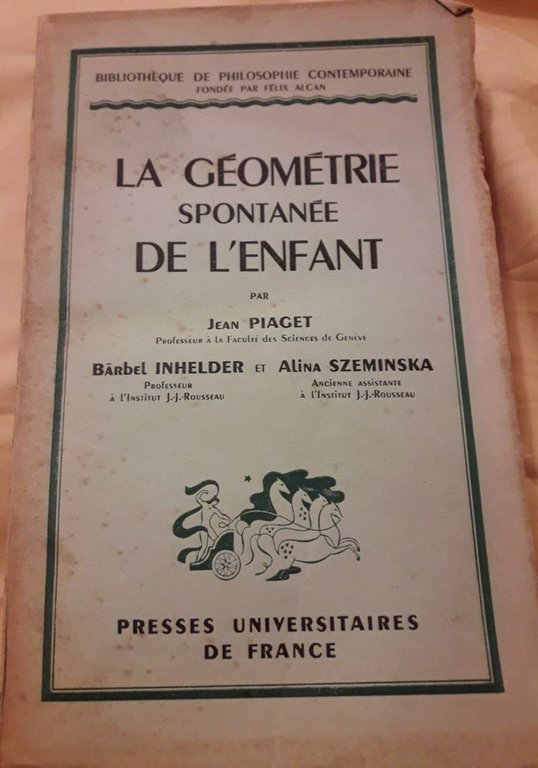 BIBLIOTHÈQUE DE PHILOSOPHIE CONTEMPORAINE
FONDÉE PAR FÉLIX ALCAN
LA GÉOMÉTRIE
SPONTANÉE
DE L'ENFANT
PAR
JEAN PIAGET
PROFESSEUR À LA FACULTÉ DES SCIENCES DE GENÈVE
BÄRBEL INHELDER ET ALINA SZEMINSKA
PROFESSEUR ANCIENNE ASSISTANTE
À L'INSTITUT J.-J.-ROUSSEAU À L'INSTITUT J.-J.-ROUSSEAU
PRESSES UNIVERSITAIRES
DE FRANCE